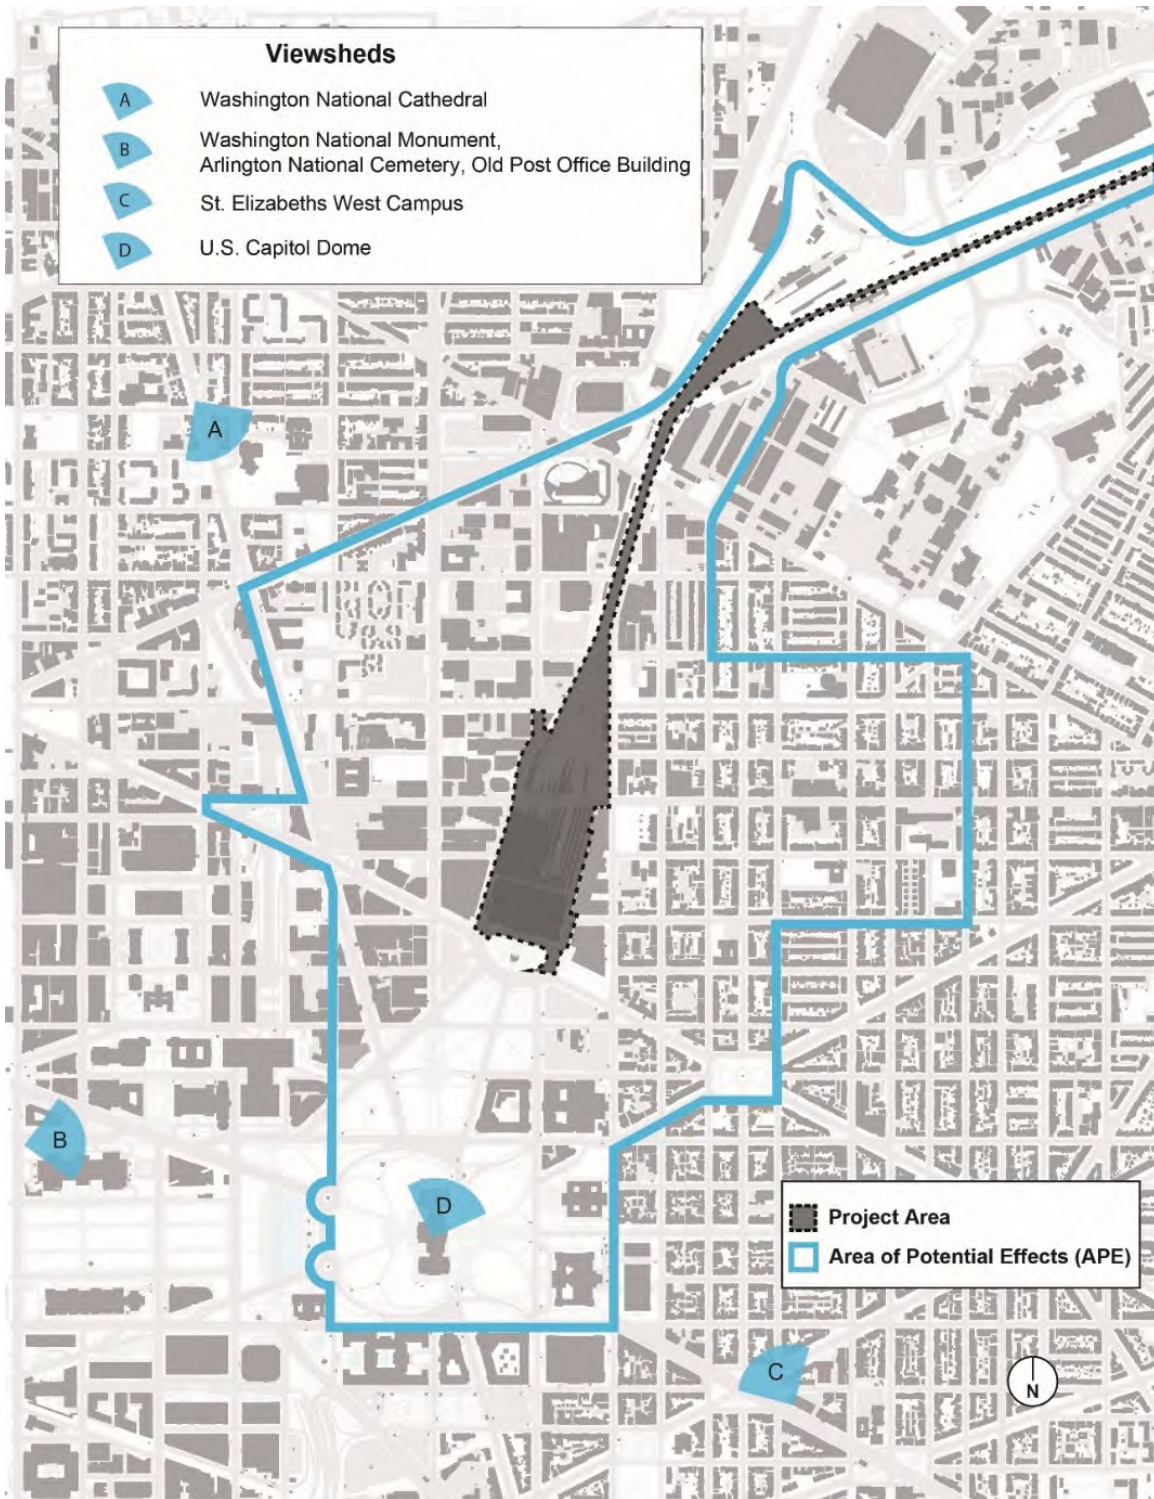 Viewsheds
A Washington National Cathedral
B Washington National Monument,
Arlington National Cemetery, Old Post Office Building
C St. Elizabeths West Campus
D U.S. Capitol Dome
A
B
D
C
Project Area
Area of Potential Effects (APE)
N